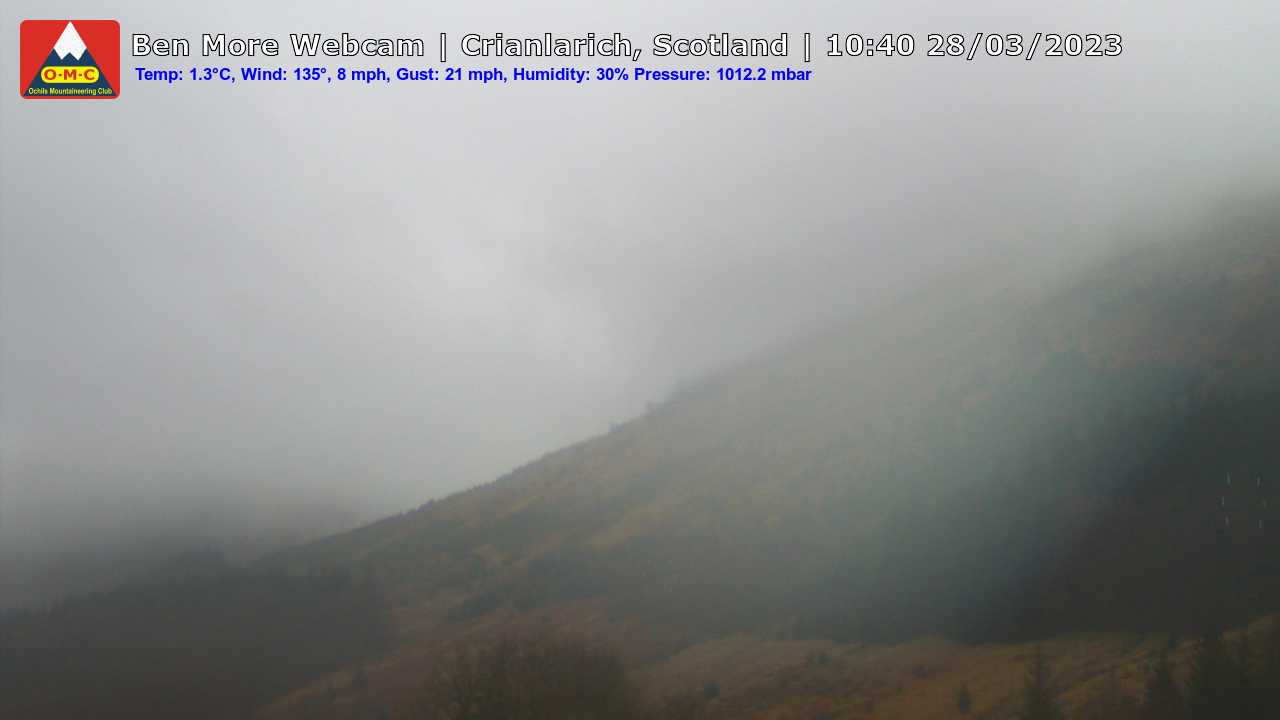 Ben More Webcam | Crianlarich, Scotland | 10:40 28/03/2023
Temp: 1.3°C, Wind: 135°, 8 mph, Gust: 21 mph, Humidity: 30% Pressure: 1012.2 mbar
O-M-C
Ochils Mountaineering Club